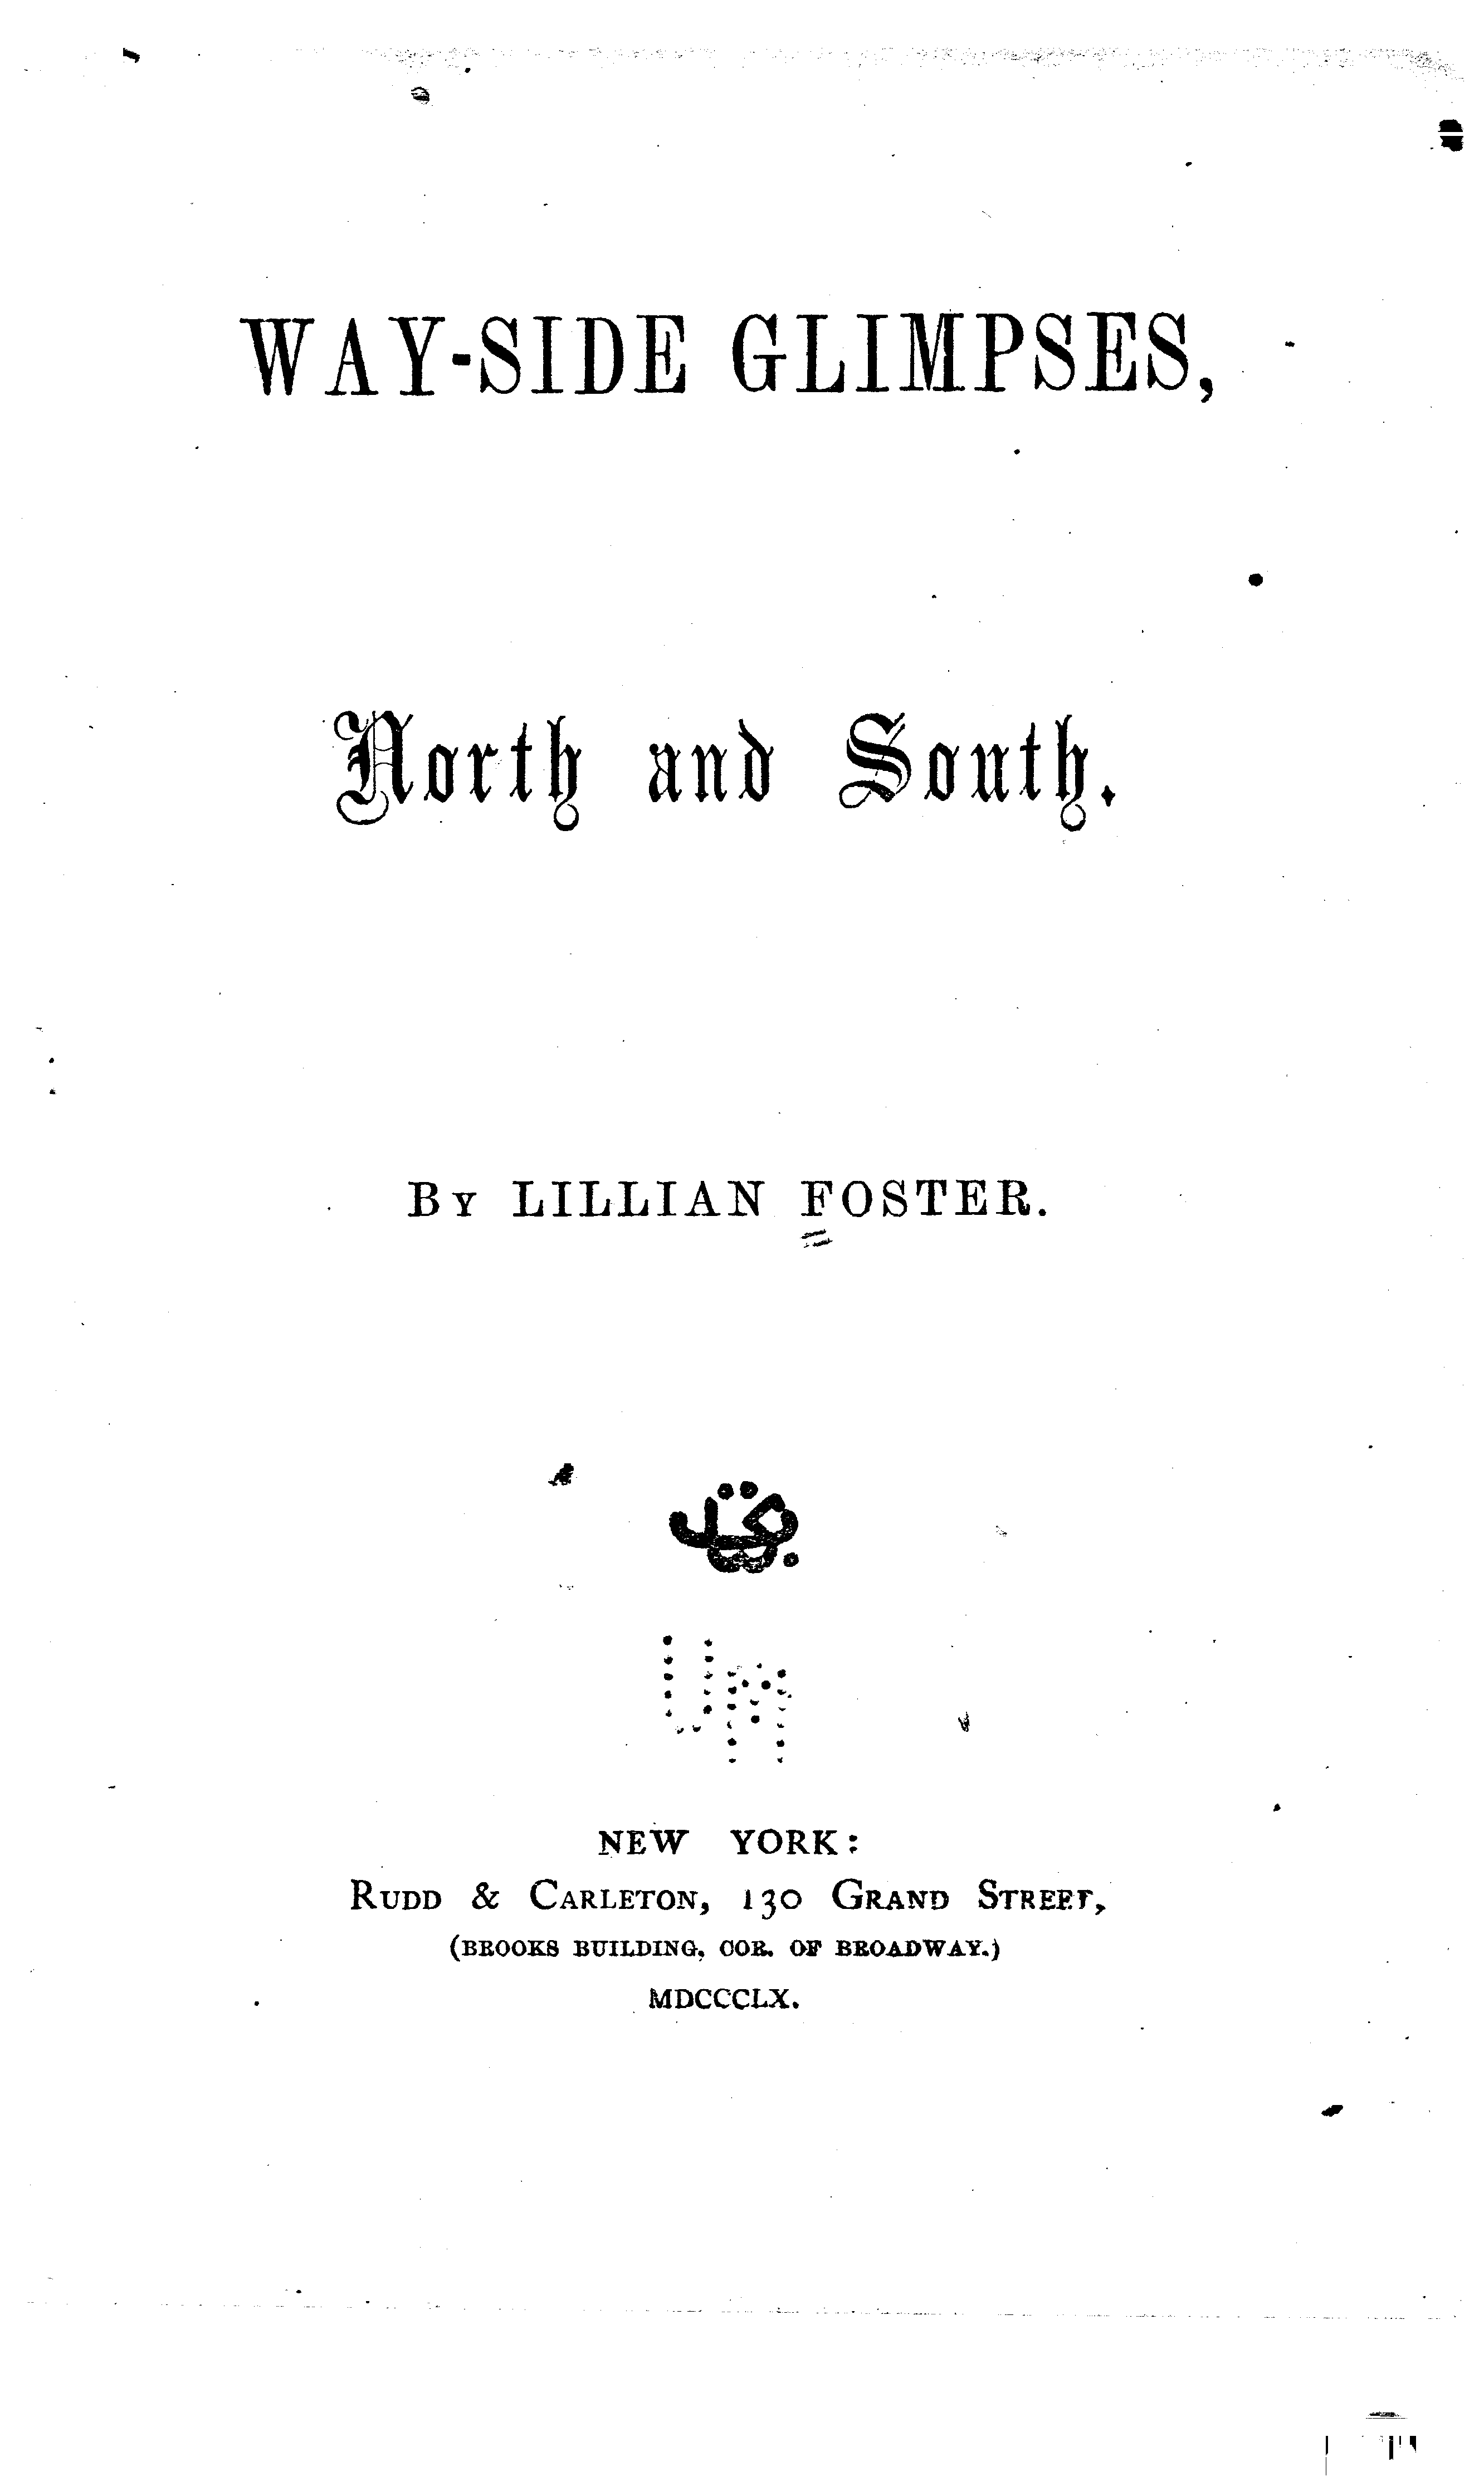 WAY-SIDE GLIMPSES,
North and South.
By LILLIAN FOSTER.
UM
NEW YORK:
RUDD & CARLETON, 130 GRAND STREET,
(BROOKS BUILDING, COR. OF BROADWAY.)
MDCCCLX.